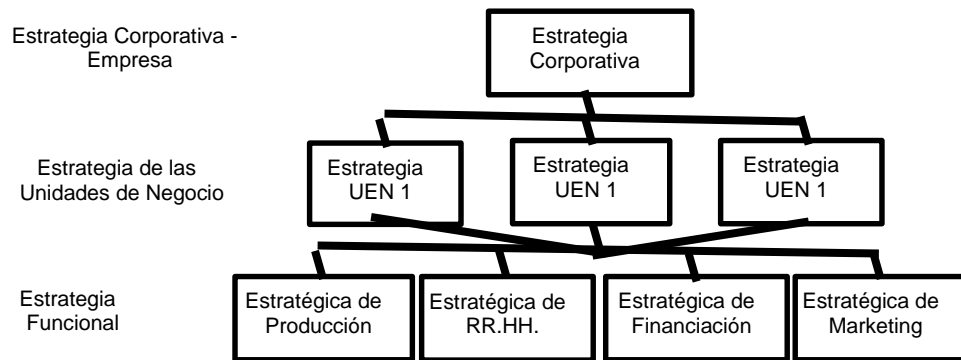 Estrategia Corporativa -
Empresa
Estrategia
Corporativa
Estrategia de las
Unidades de Negocio
Estrategia
UEN 1
Estrategia
UEN 1
Estrategia
UEN 1
Estrategia
Funcional
Estratégica de
Producción
Estratégica de
RR.HH.
Estratégica de
Financiación
Estratégica de
Marketing